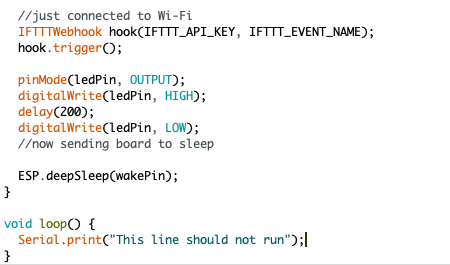 //just connected to Wi-Fi
IFTTTWebhook hook(IFTTT_API_KEY, IFTTT_EVENT_NAME);
hook.trigger();
pinMode(ledPin, OUTPUT);
digitalWrite(ledPin, HIGH);
delay(200);
digitalWrite(ledPin, LOW);
//now sending board to sleep
ESP.deepSleep(wakePin);
}
void loop() {
Serial.print("This line should not run");
}